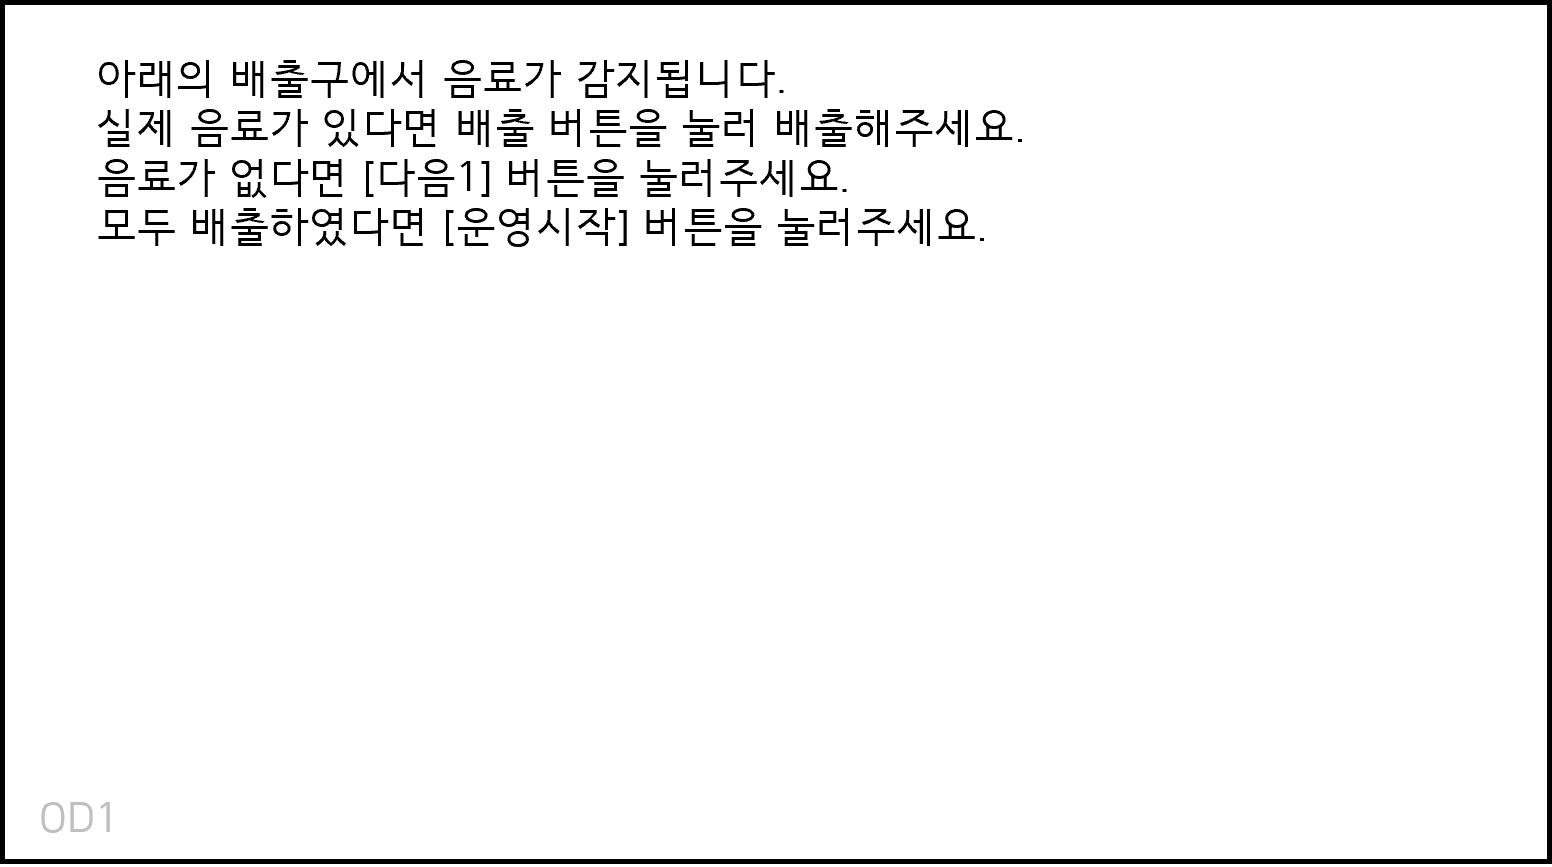 아래의 배출구에서 음료가 감지됩니다.
실제 음료가 있다면 배출 버튼을 눌러 배출해주세요.
음료가 없다면 [다음1] 버튼을 눌러주세요.
모두 배출하였다면 [운영시작] 버튼을 눌러주세요.
OD1